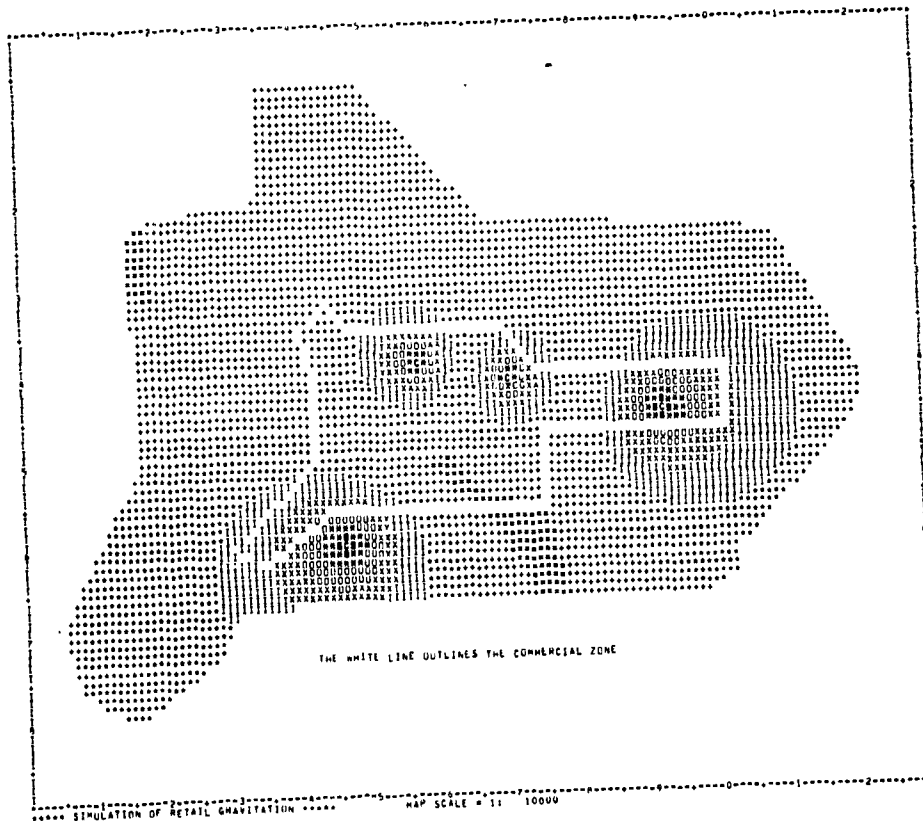 THE WHITE LINE OUTLINES THE COMMERCIAL ZONE
***** SIMULATION OF RETAIL GRAVITATION *****
MAP SCALE = 1: 10000